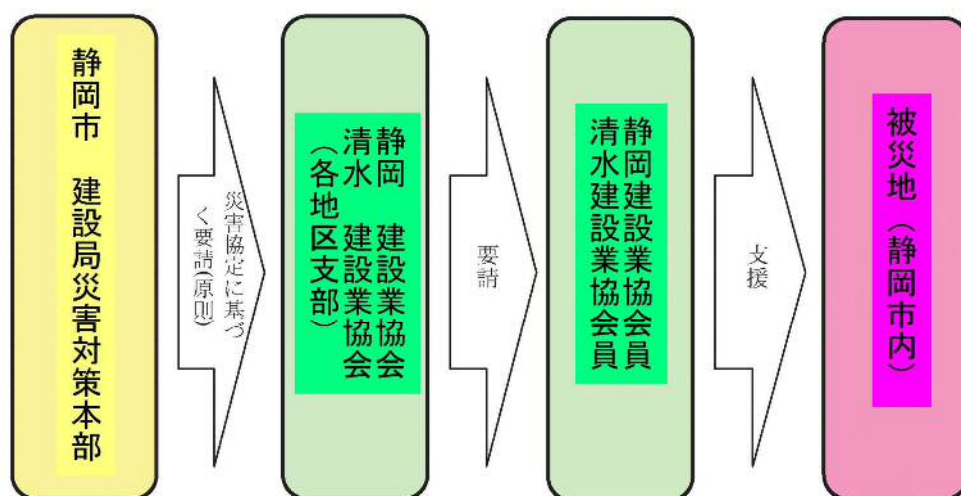 静岡市　建設局災害対策本部
災害協定に基づ
く要請(原則)
静岡　建設業協会
清水　建設業協会
（各地区支部）
要請
静岡建設業協会員
清水建設業協会員
支援
被災地（静岡市内）